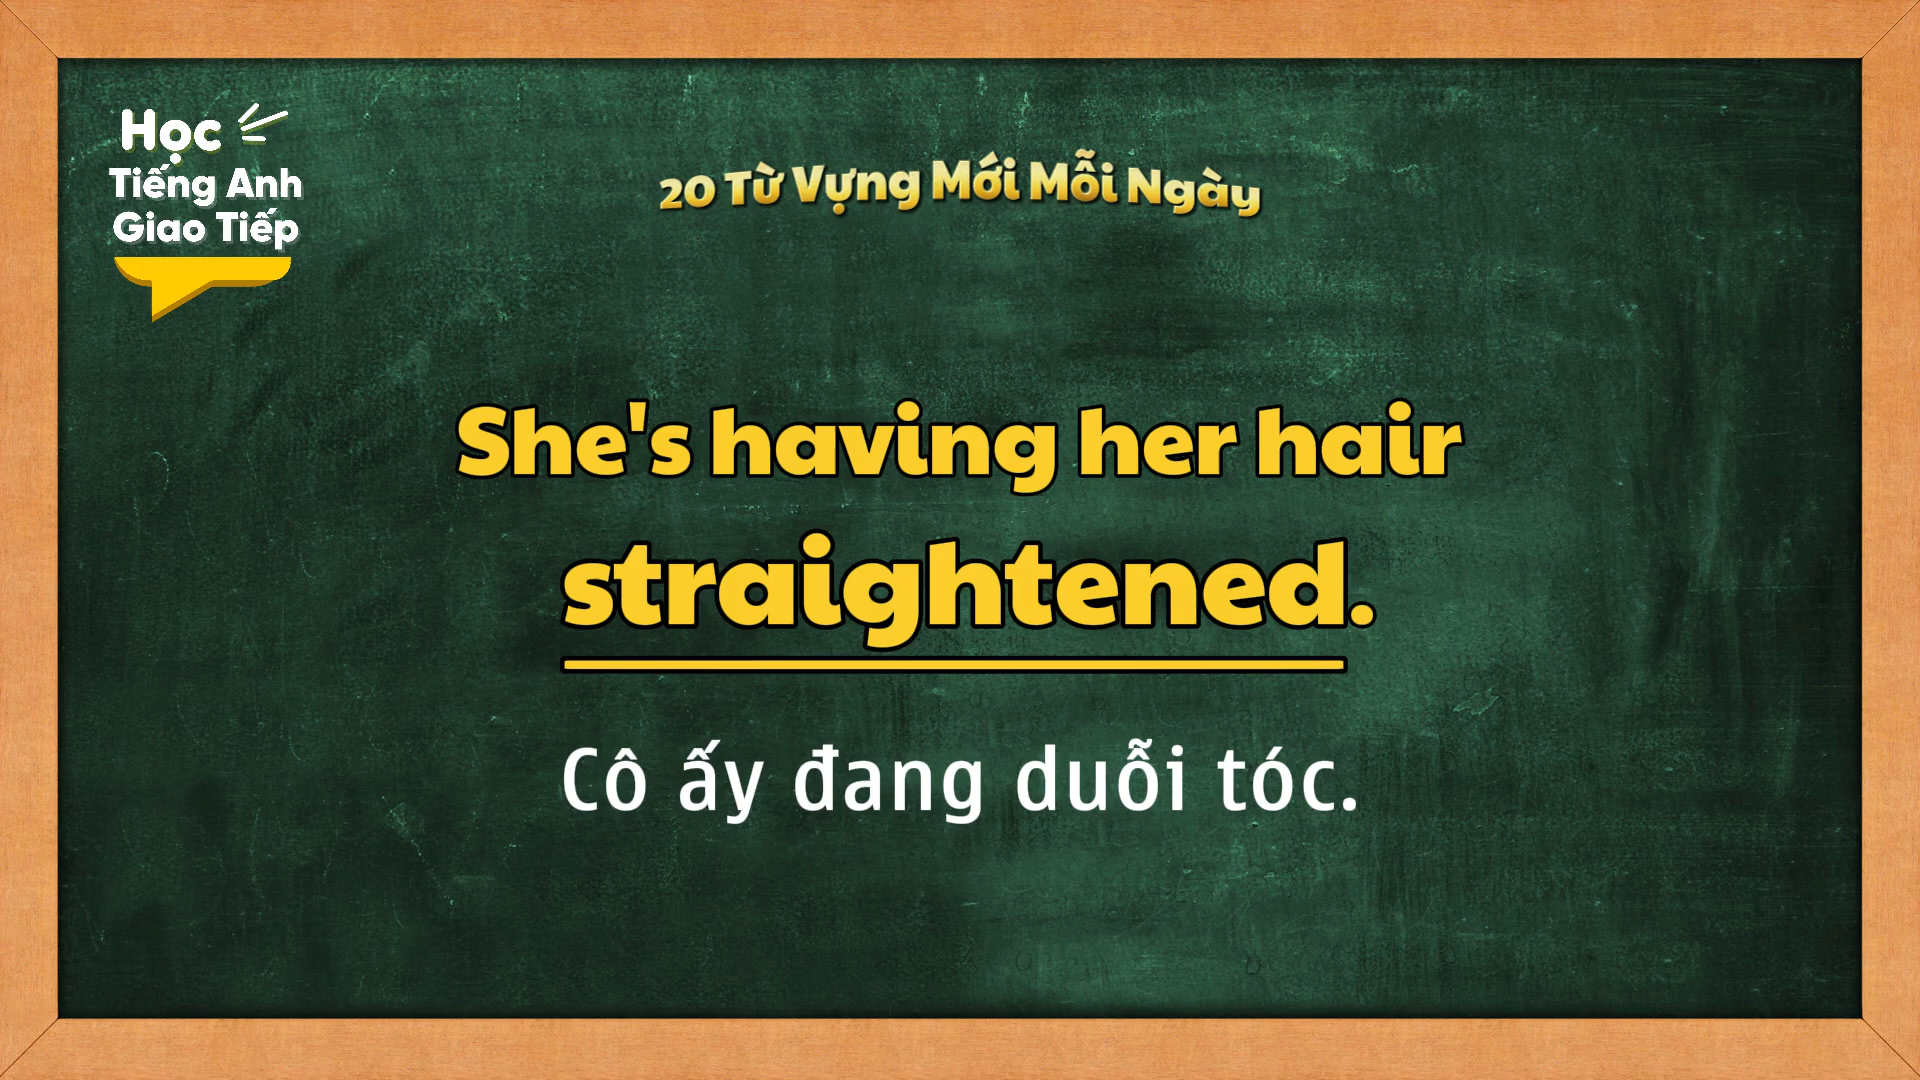 Học
Tiếng Anh
Giao Tiếp
20 Từ Vựng Mới Mỗi Ngày
She's having her hair
straightened.
Cô ấy đang duỗi tóc.